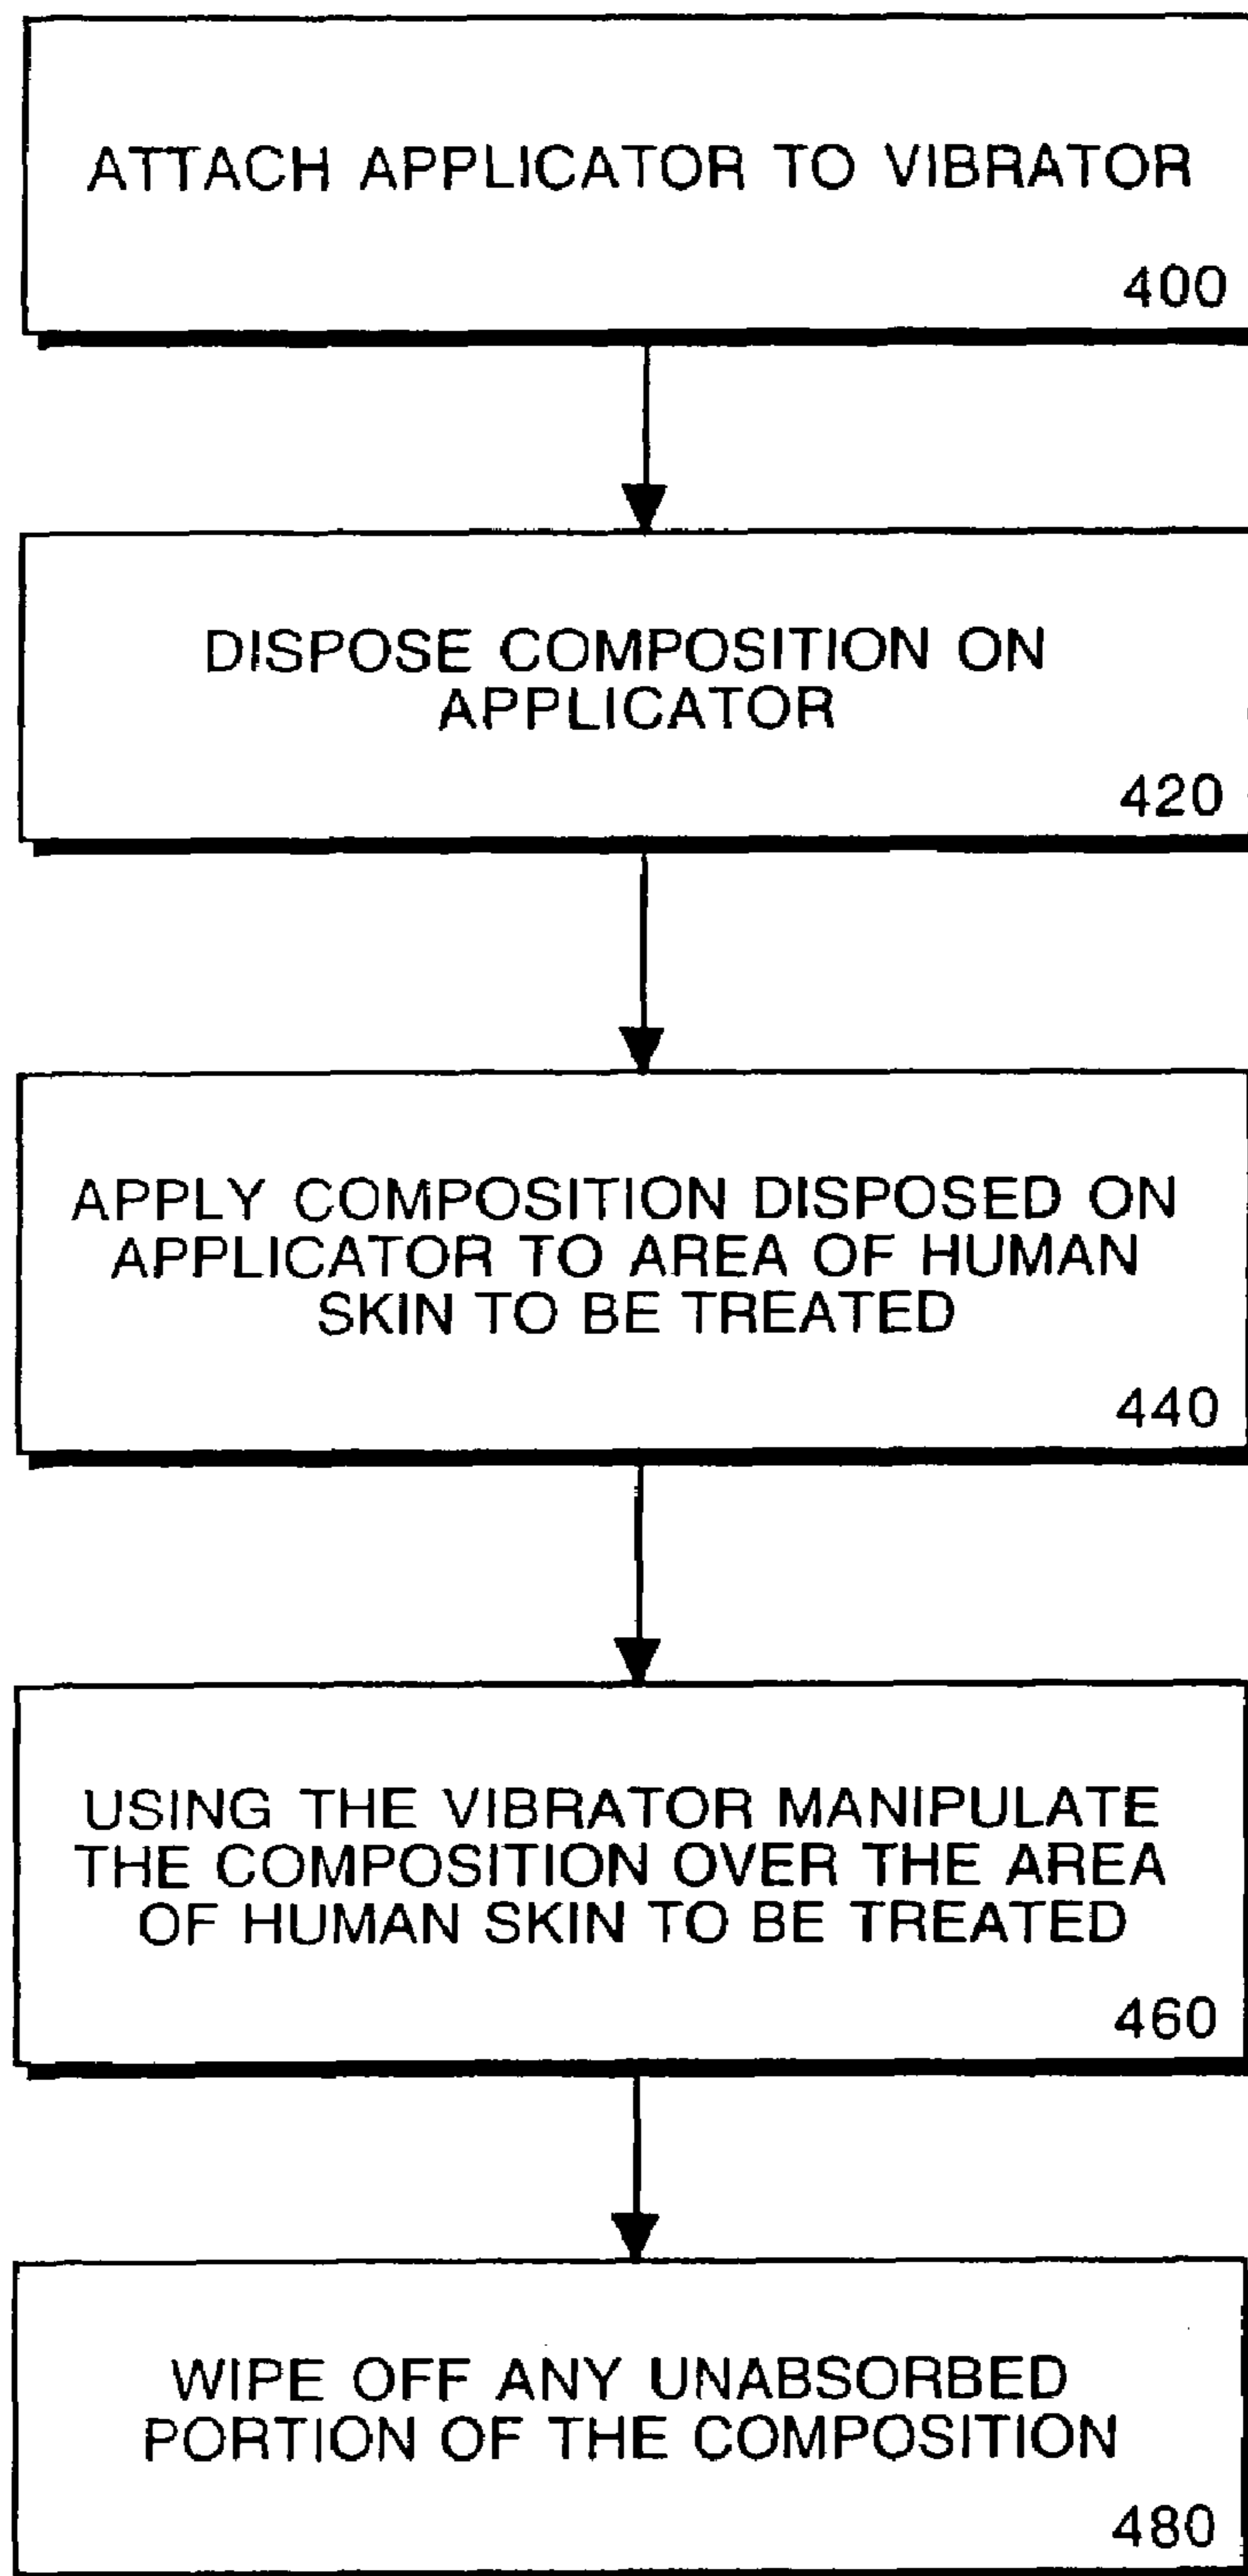 ATTACH APPLICATOR TO VIBRATOR
400
DISPOSE COMPOSITION ON
APPLICATOR
420
APPLY COMPOSITION DISPOSED ON
APPLICATOR TO AREA OF HUMAN
SKIN TO BE TREATED
440
USING THE VIBRATOR MANIPULATE
THE COMPOSITION OVER THE AREA
OF HUMAN SKIN TO BE TREATED
460
WIPE OFF ANY UNABSORBED
PORTION OF THE COMPOSITION
480